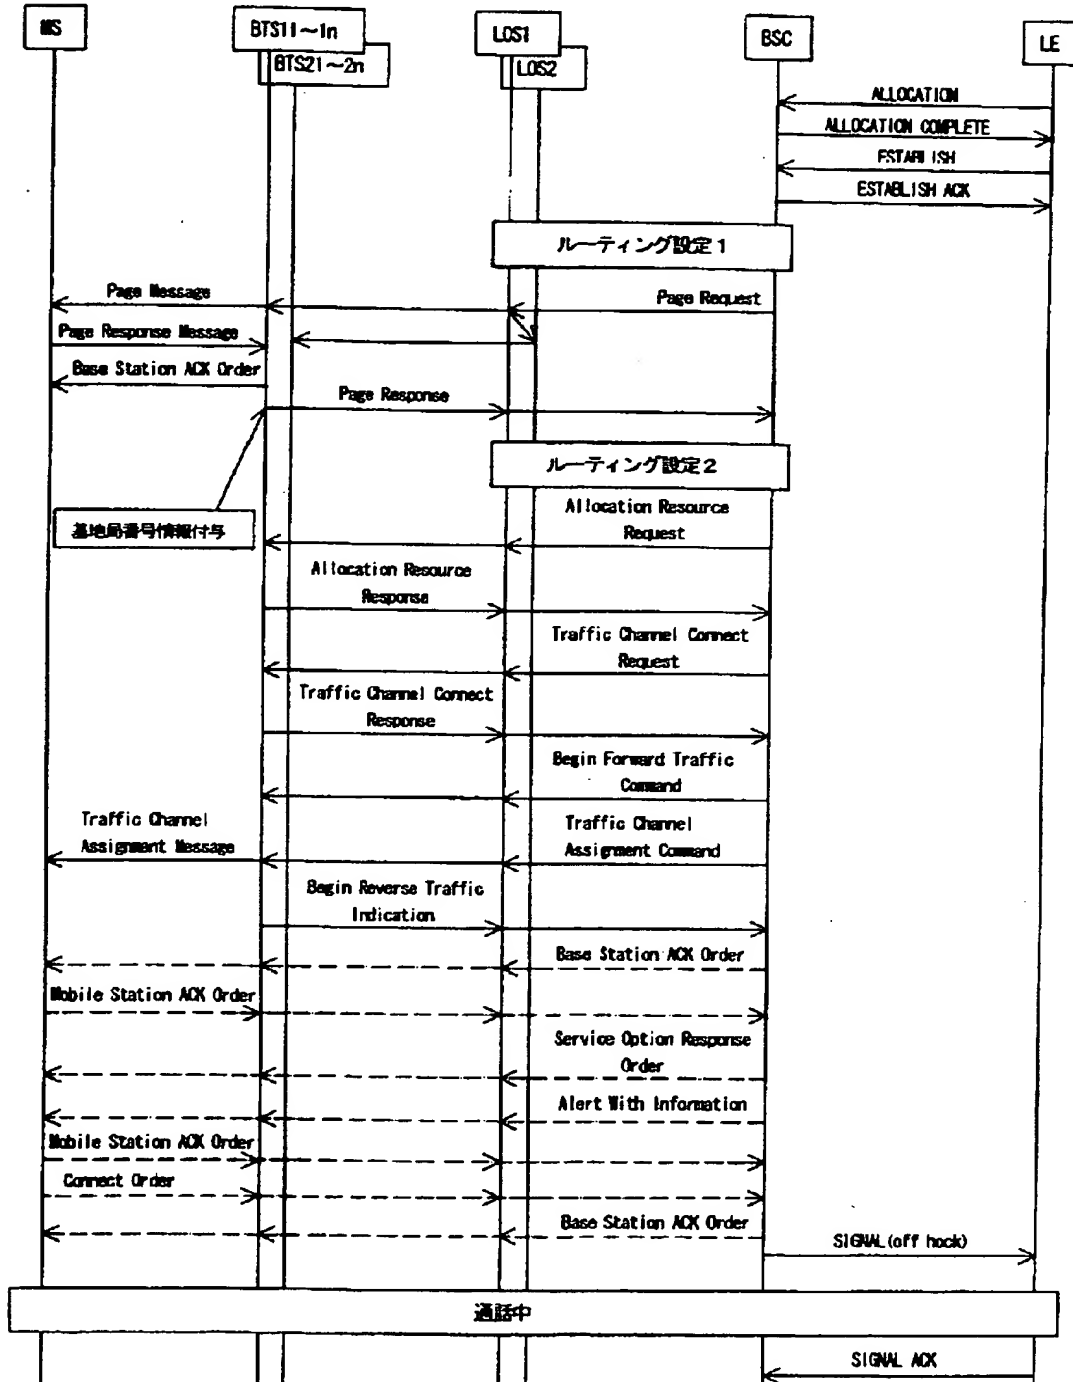 MS
BTS11～1n
BTS21～2n
LOS1
LOS2
BSC
LE
ALLOCATION
ALLOCATION COMPLETE
ESTABLISH
ESTABLISH ACK
ルーティング設定1
Page Message
Page Request
Page Response Message
Base Station ACK Order
Page Response
ルーティング設定2
基地局番号情報付与
Allocation Resource
Request
Allocation Resource
Response
Traffic Channel Connect
Request
Traffic Channel Connect
Response
Begin Forward Traffic
Command
Traffic Channel
Assignment Message
Traffic Channel
Assignment Command
Begin Reverse Traffic
Indication
Base Station ACK Order
Mobile Station ACK Order
Service Option Response
Order
Alert With Information
Mobile Station ACK Order
Connect Order
Base Station ACK Order
SIGNAL(off hock)
通話中
SIGNAL ACK